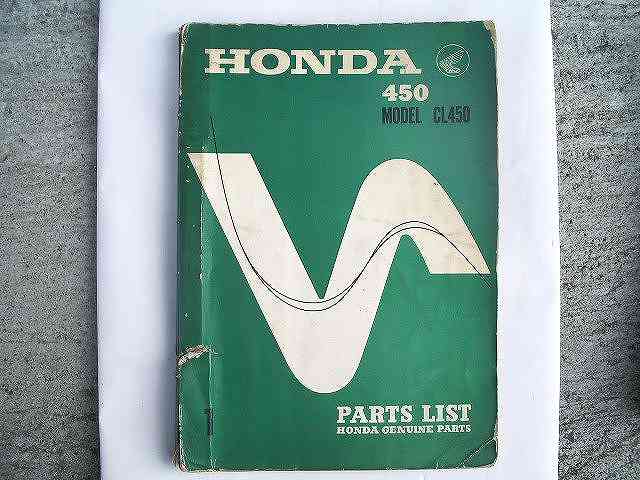 HONDA
450
MODEL CL450
PARTS LIST
HONDA GENUINE PARTS